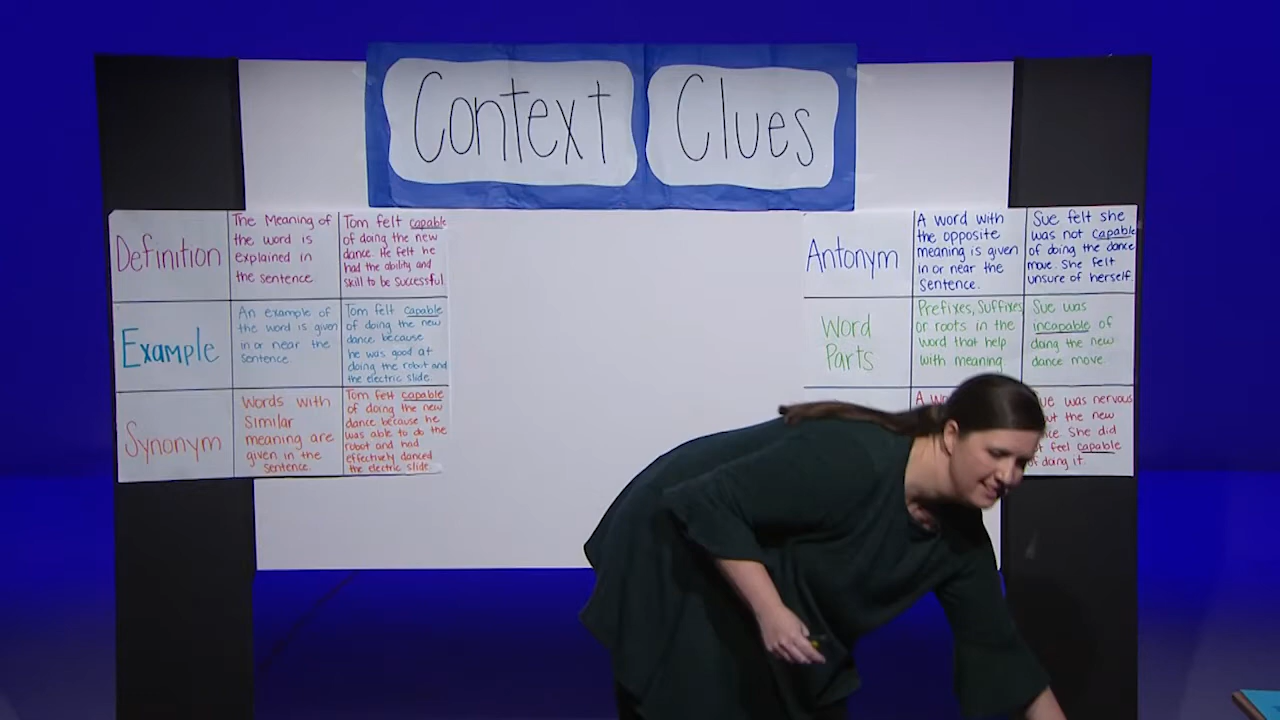 Context Clues
Definition
The Meaning of
the word is
explained in
the sentence.
Tom felt capable
of doing the new
dance. He felt he
had the ability and
skill to be successful.
Example
An example of
the word is given
in or near the
sentence.
Tom felt capable
of doing the new
dance because
he was good at
doing the robot and
the electric slide.
Synonym
Words with
similar
meaning are
given in the
sentence.
Tom felt capable
of doing the new
dance because he
was able to do the
robot and had
effectively danced
the electric slide.
Antonym
A word with
the opposite
meaning is given
in or near the
sentence.
Sue felt she
was not capable
of doing the dance
move. She felt
unsure of herself.
Word
Parts
Prefixes, Suffixes,
or roots in the
word that help
with meaning
Sue was
incapable of
doing the new
dance move.
A
Sue was nervous
the new
She did
feel capable
of doing it.